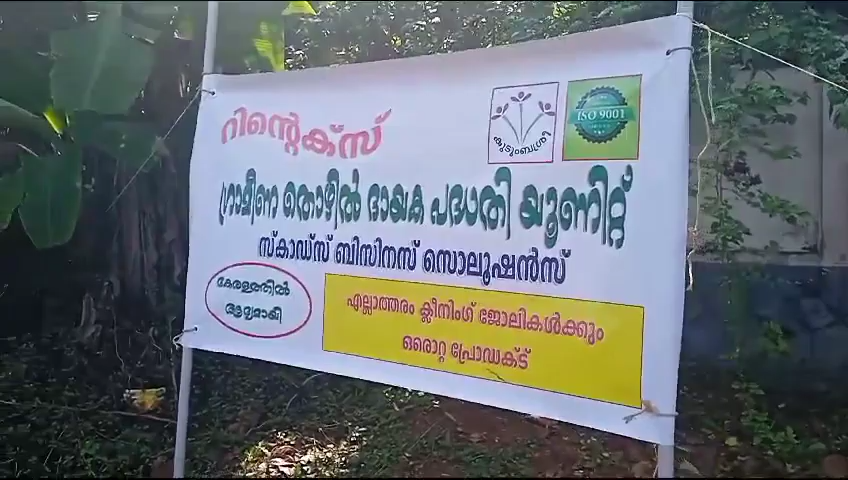 റിന്റെക്സ്
കുടുംബശ്രീ
ISO 9001
ഗ്രാമീണ തൊഴിൽ ദായക പദ്ധതി യൂണിറ്റ്
സ്കാഡ്സ് ബിസിനസ് സൊലൂഷൻസ്
കേരളത്തിൽ
ആദ്യമായി
എല്ലാത്തരം ക്ലീനിംഗ് ജോലികൾക്കും
ഒരൊറ്റ പ്രോഡക്ട്